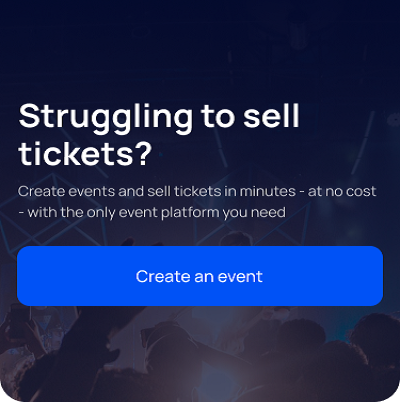 Struggling to sell
tickets?
Create events and sell tickets in minutes - at no cost
- with the only event platform you need
Create an event